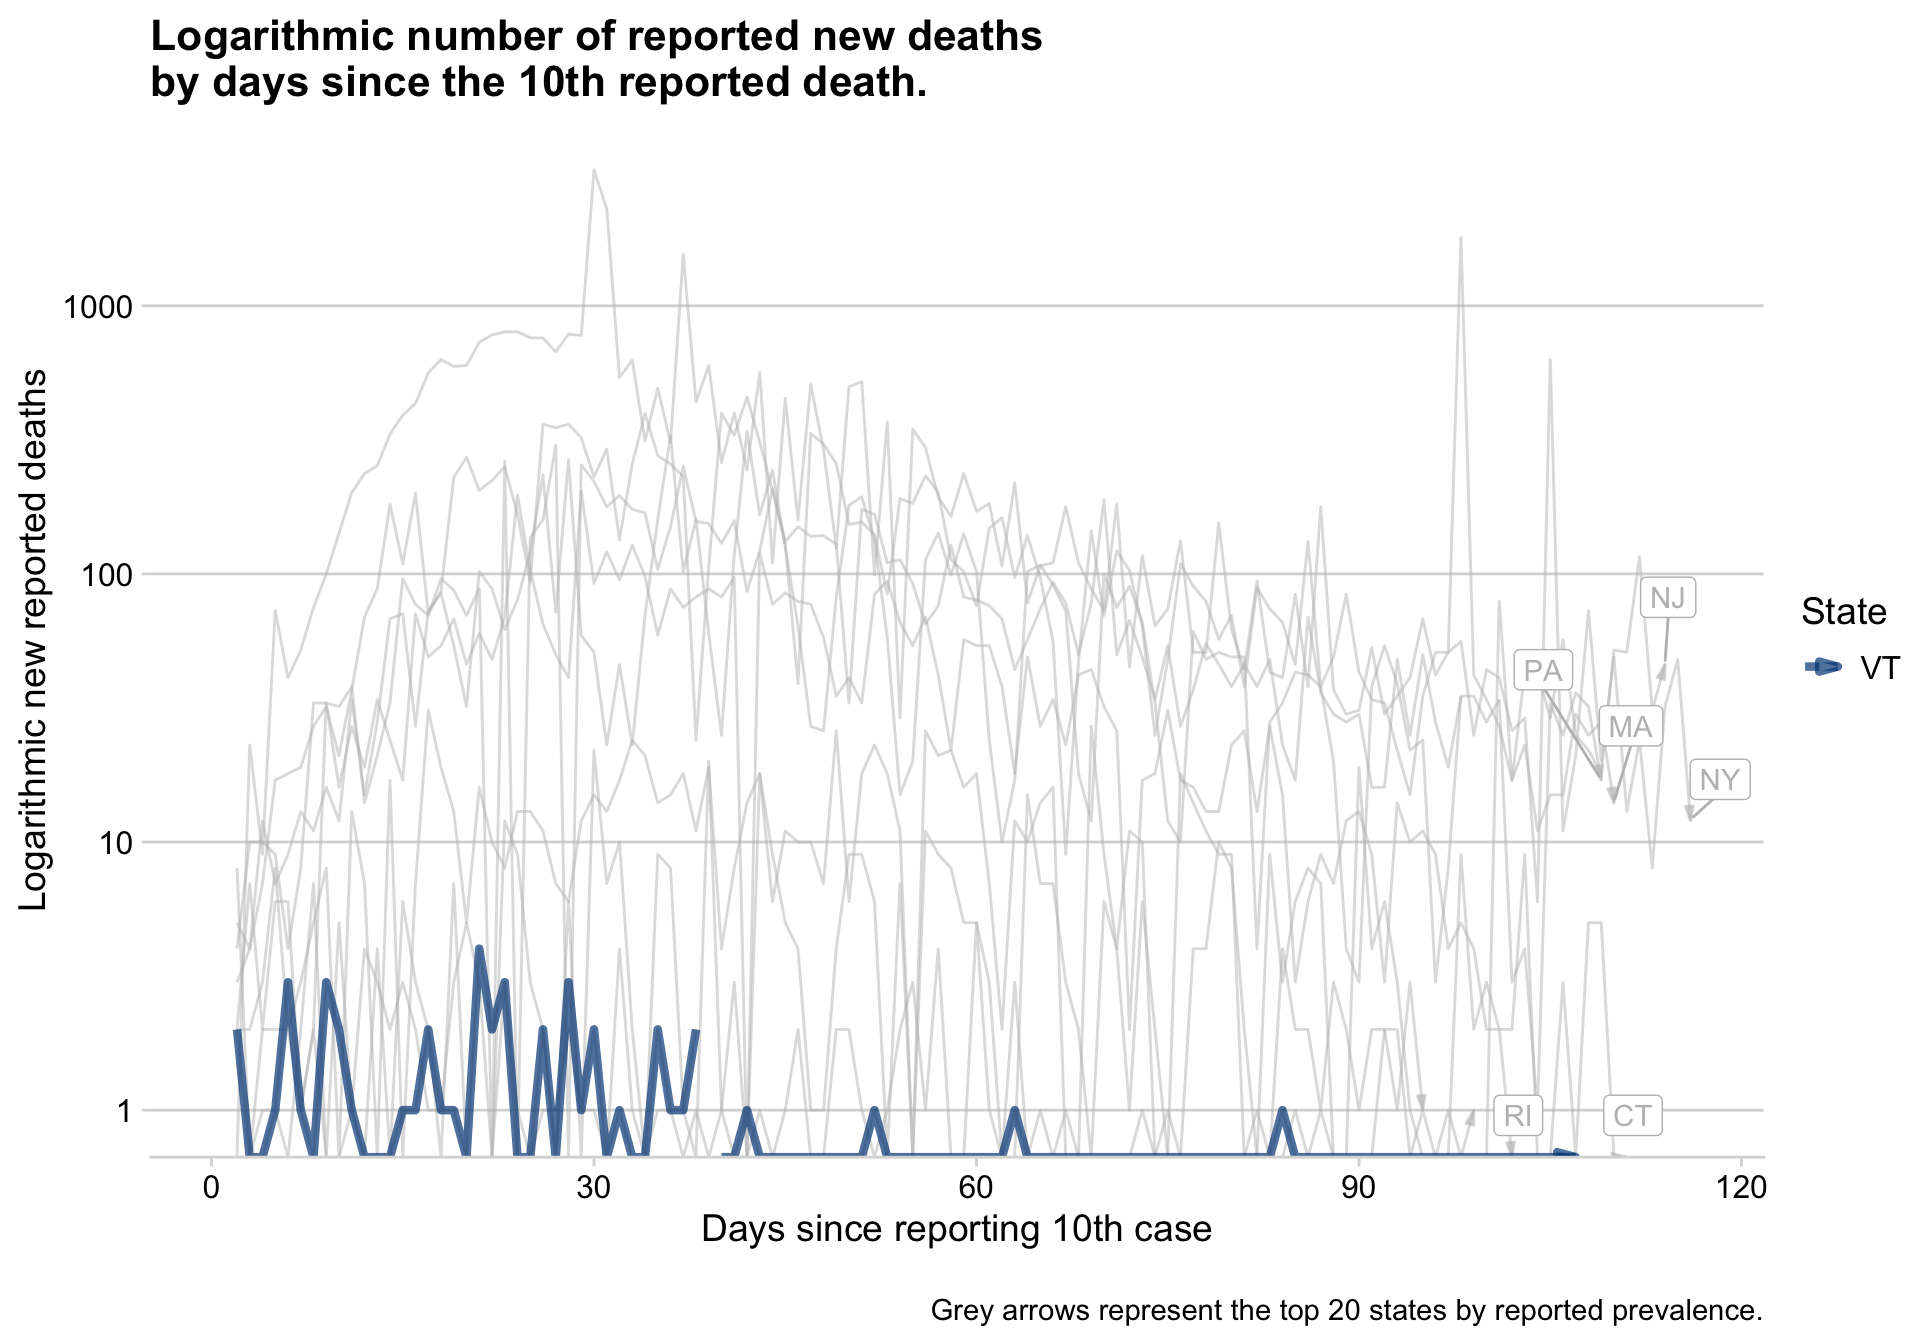 Logarithmic number of reported new deaths
by days since the 10th reported death.
Logarithmic new reported deaths
1000
100
10
1
NJ
PA
MA
NY
RI
CT
State
VT
0
30
60
90
120
Days since reporting 10th case
Grey arrows represent the top 20 states by reported prevalence.